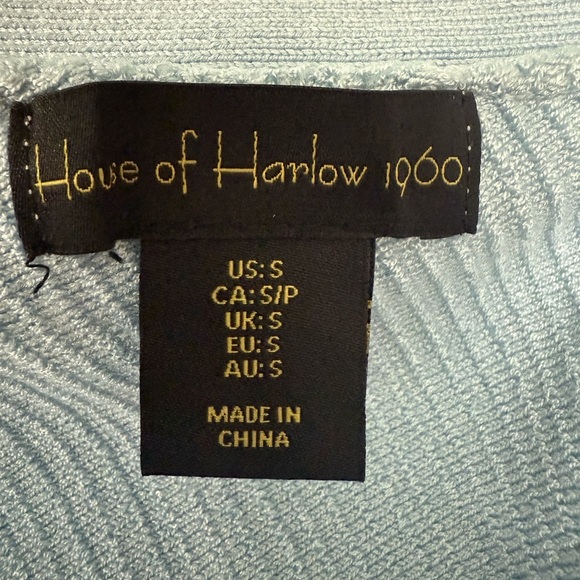 House of Harlow 1960
US: S
CA: S/P
UK: S
EU: S
AU: S
MADE IN
CHINA